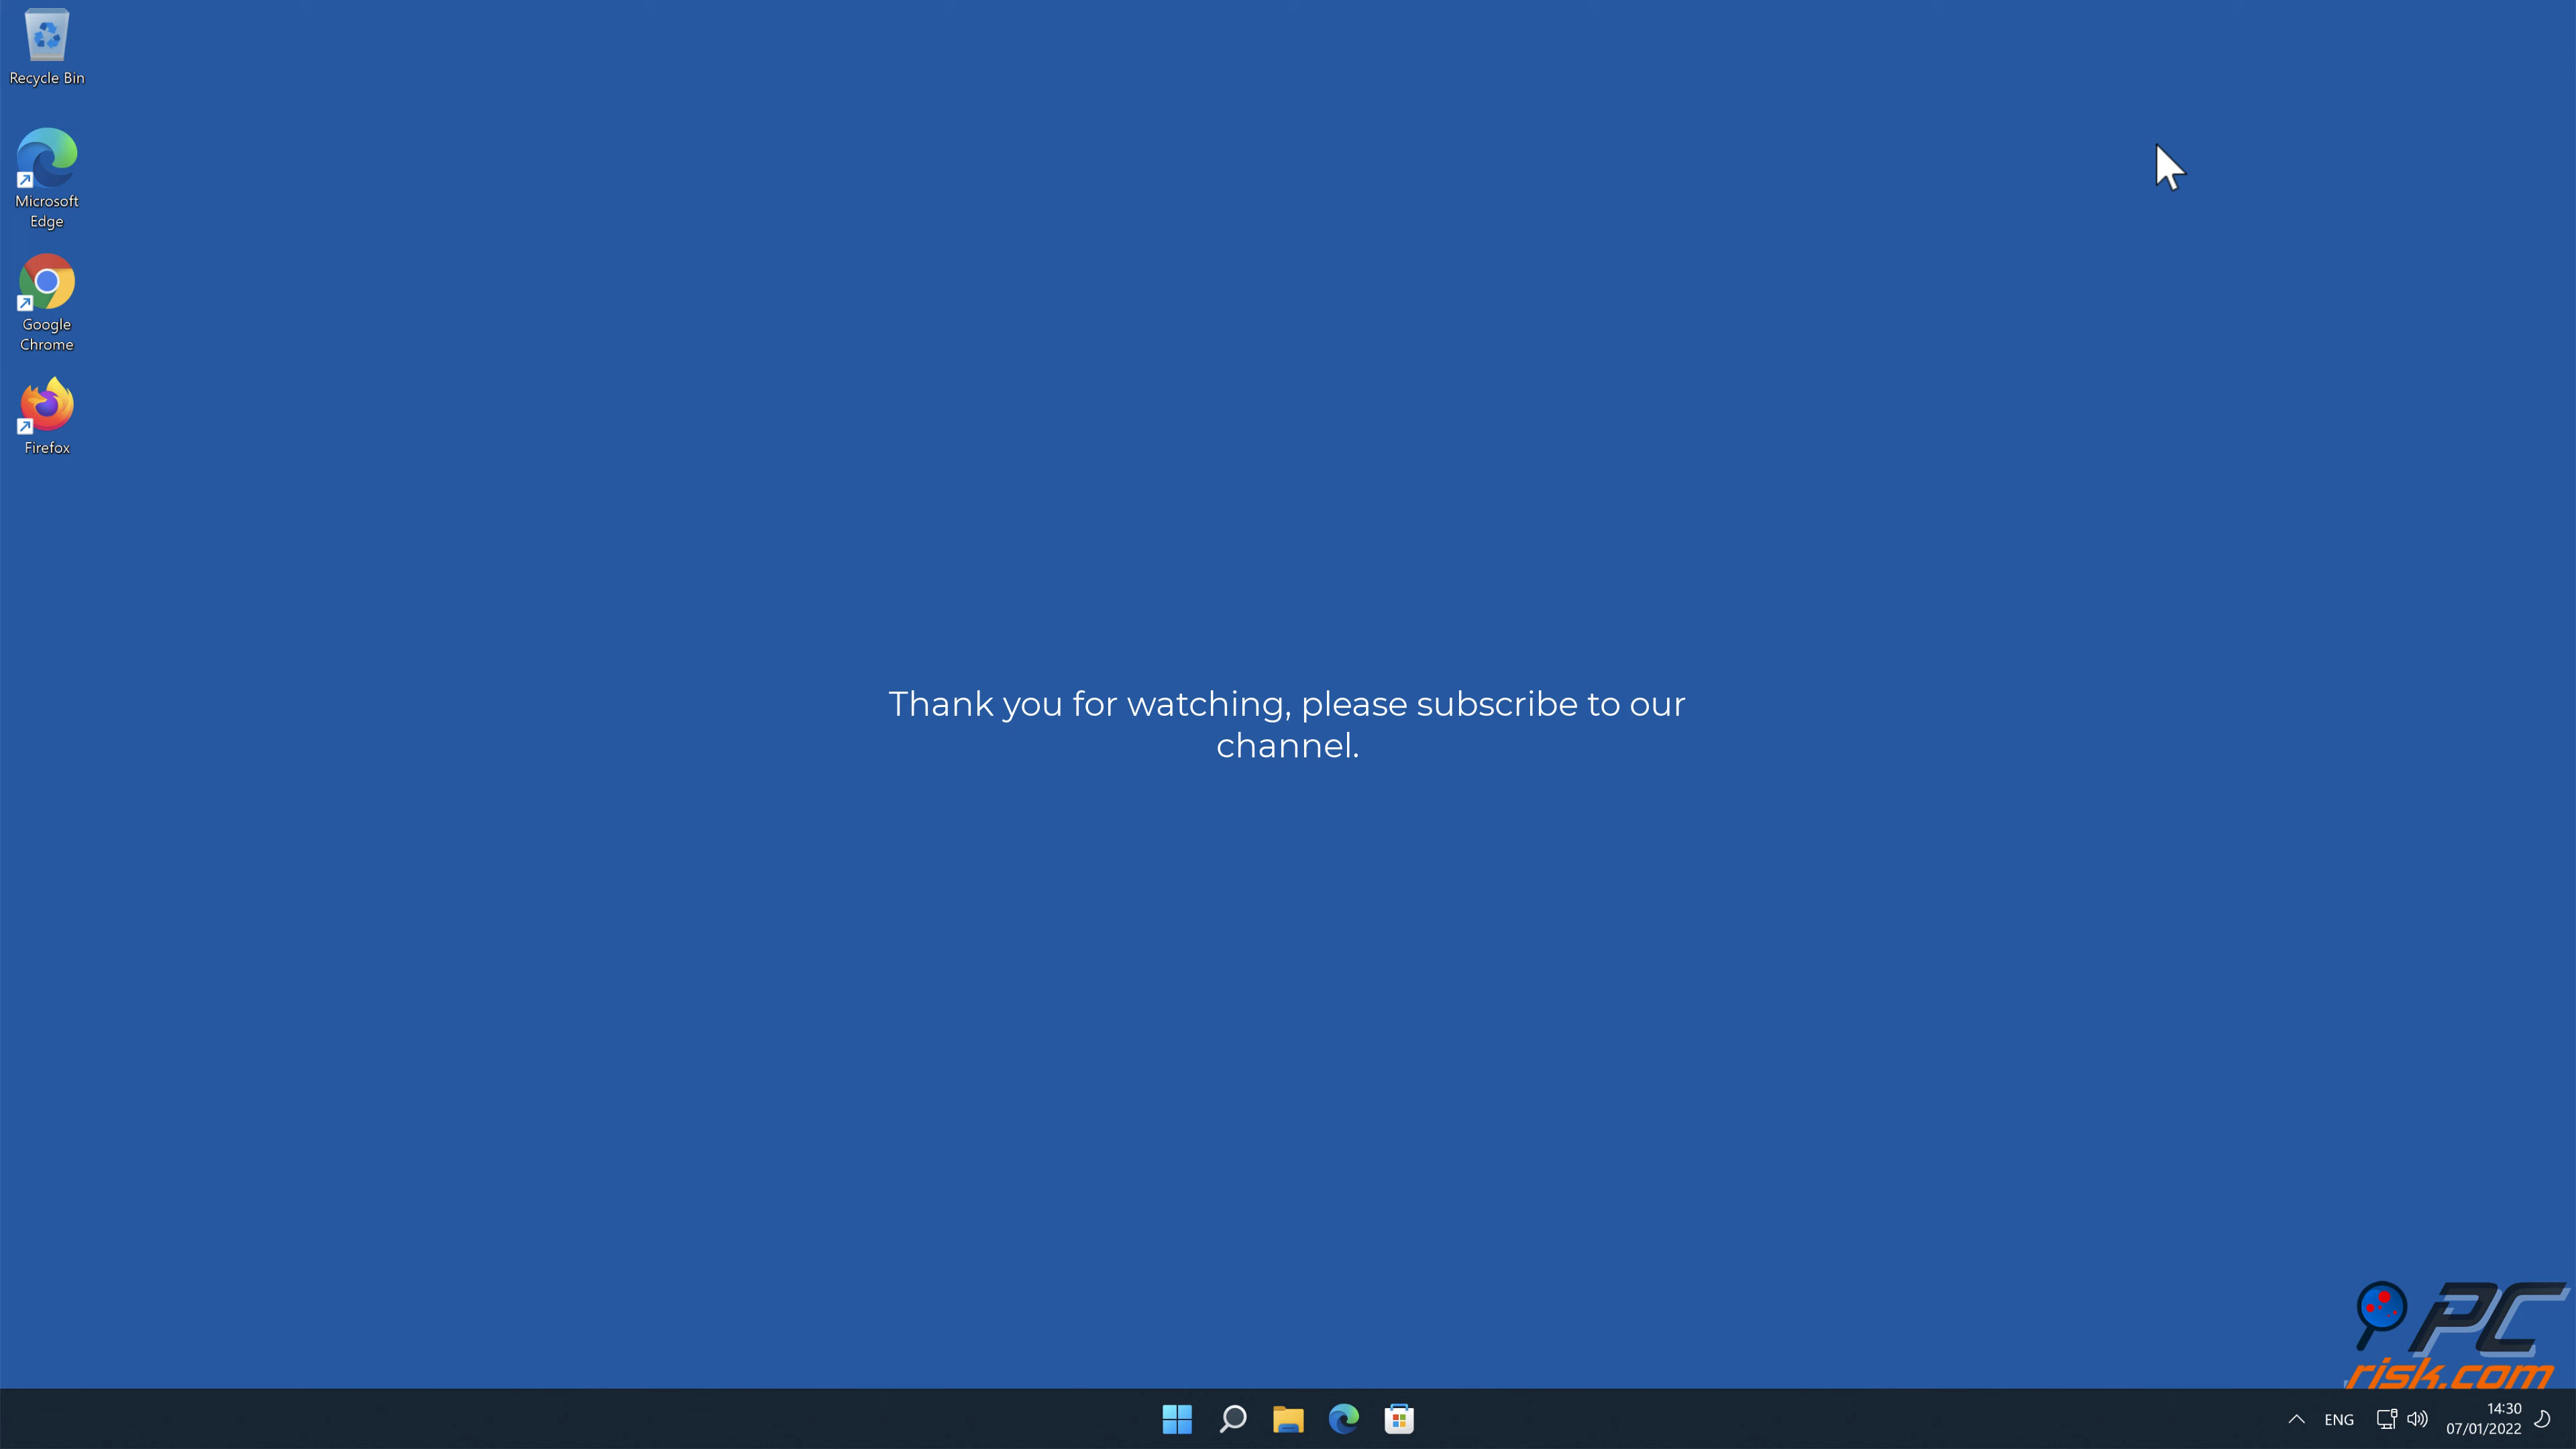 Recycle Bin
Microsoft
Edge
Google
Chrome
Firefox
Thank you for watching, please subscribe to our
channel.
PC
risk.com
ENG
14:30
07/01/2022